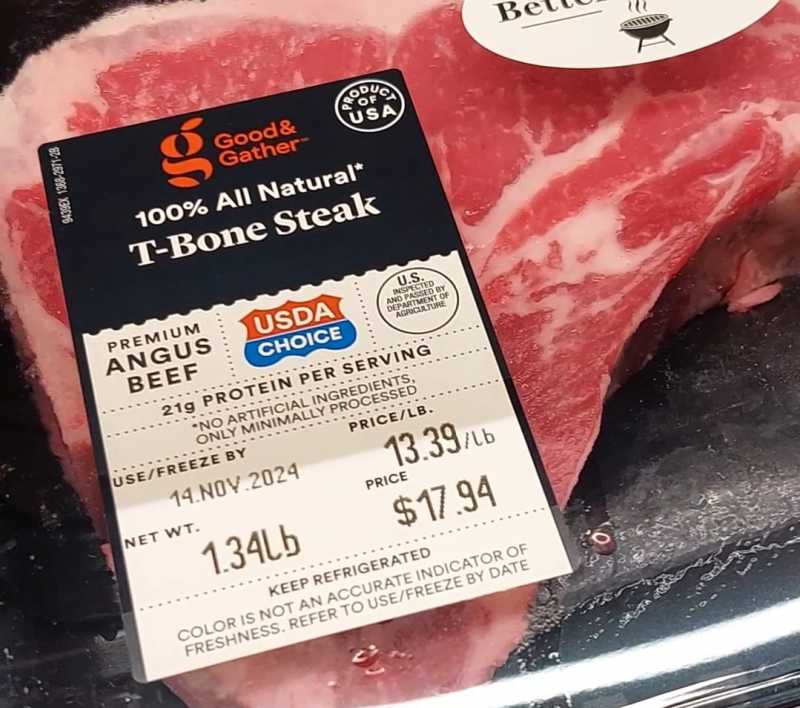 Bette
PRODUCT
OF
USA
Good&
Gather™
100% All Natural*
T-Bone Steak
PREMIUM
ANGUS
BEEF
USDA
CHOICE
U.S.
INSPECTED
AND PASSED BY
DEPARTMENT OF
AGRICULTURE
21g PROTEIN PER SERVING
*NO ARTIFICIAL INGREDIENTS,
ONLY MINIMALLY PROCESSED
USE/FREEZE BY
14.NOV.2024
PRICE/LB.
13.39/Lb
PRICE
$17.94
NET WT.
1.34Lb
KEEP REFRIGERATED
COLOR IS NOT AN ACCURATE INDICATOR OF
FRESHNESS. REFER TO USE/FREEZE BY DATE